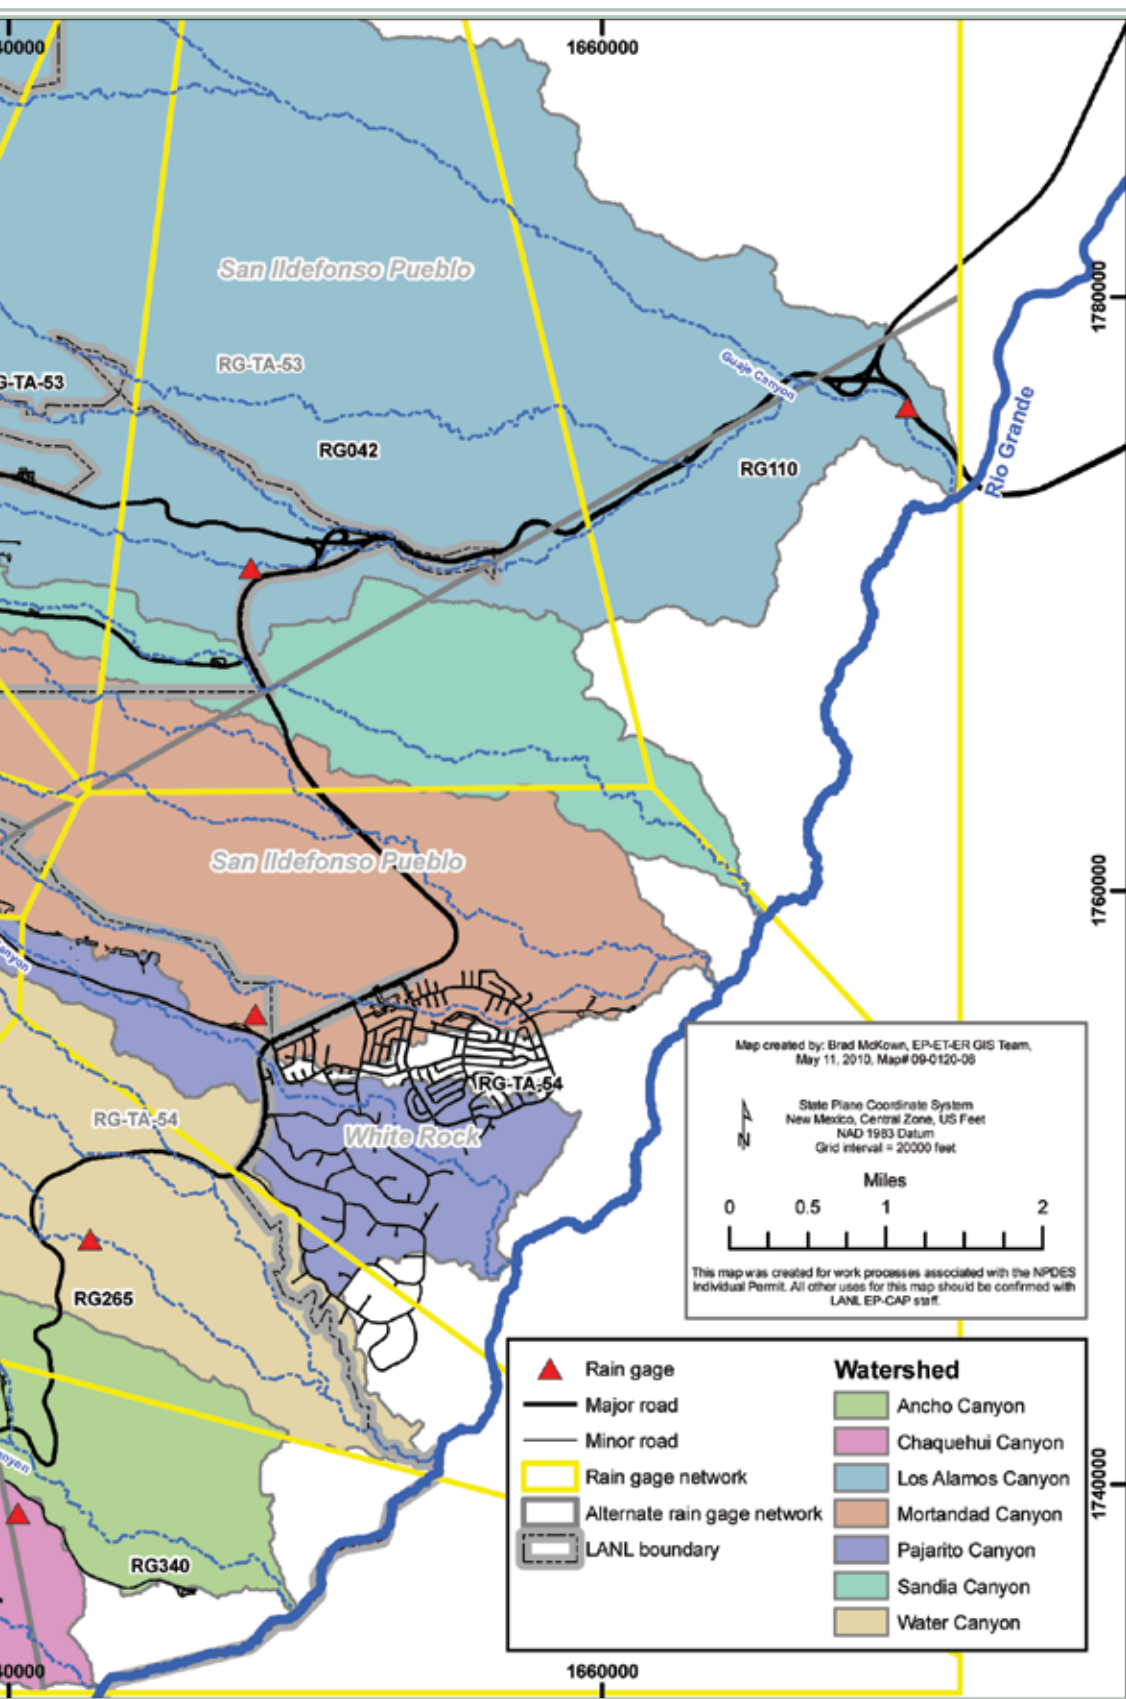 40000
1660000
San Ildefonso Pueblo
1780000
RG-TA-53
G-TA-53
Guaje Canyon
Rio Grande
RG042
RG110
San Ildefonso Pueblo
1760000
anyon
RG-TA-54
RG-TA-54
White Rock
RG265
Map created by: Brad McKown, EP-ET-ER GIS Team,
May 11, 2010, Map# 09-0120-08
State Plane Coordinate System
New Mexico, Central Zone, US Feet
NAD 1983 Datum
Grid interval = 20000 feet
N
Miles
0 0.5 1 2
This map was created for work processes associated with the NPDES
Individual Permit. All other uses for this map should be confirmed with
LANL EP-CAP staff.
Rain gage
Major road
Minor road
Rain gage network
Alternate rain gage network
LANL boundary
Watershed
Ancho Canyon
Chaquehui Canyon
Los Alamos Canyon
Mortandad Canyon
Pajarito Canyon
Sandia Canyon
Water Canyon
1740000
nyon
RG340
40000
1660000